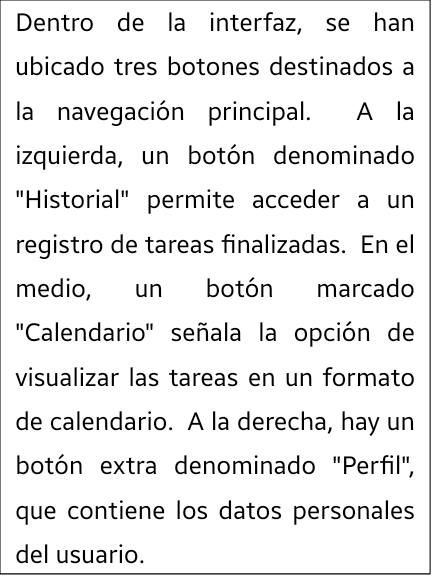 Dentro de la interfaz, se han
ubicado tres botones destinados a
la navegación principal.  A la
izquierda, un botón denominado
"Historial" permite acceder a un
registro de tareas finalizadas.  En el
medio, un botón marcado
"Calendario" señala la opción de
visualizar las tareas en un formato
de calendario.  A la derecha, hay un
botón extra denominado "Perfil",
que contiene los datos personales
del usuario.